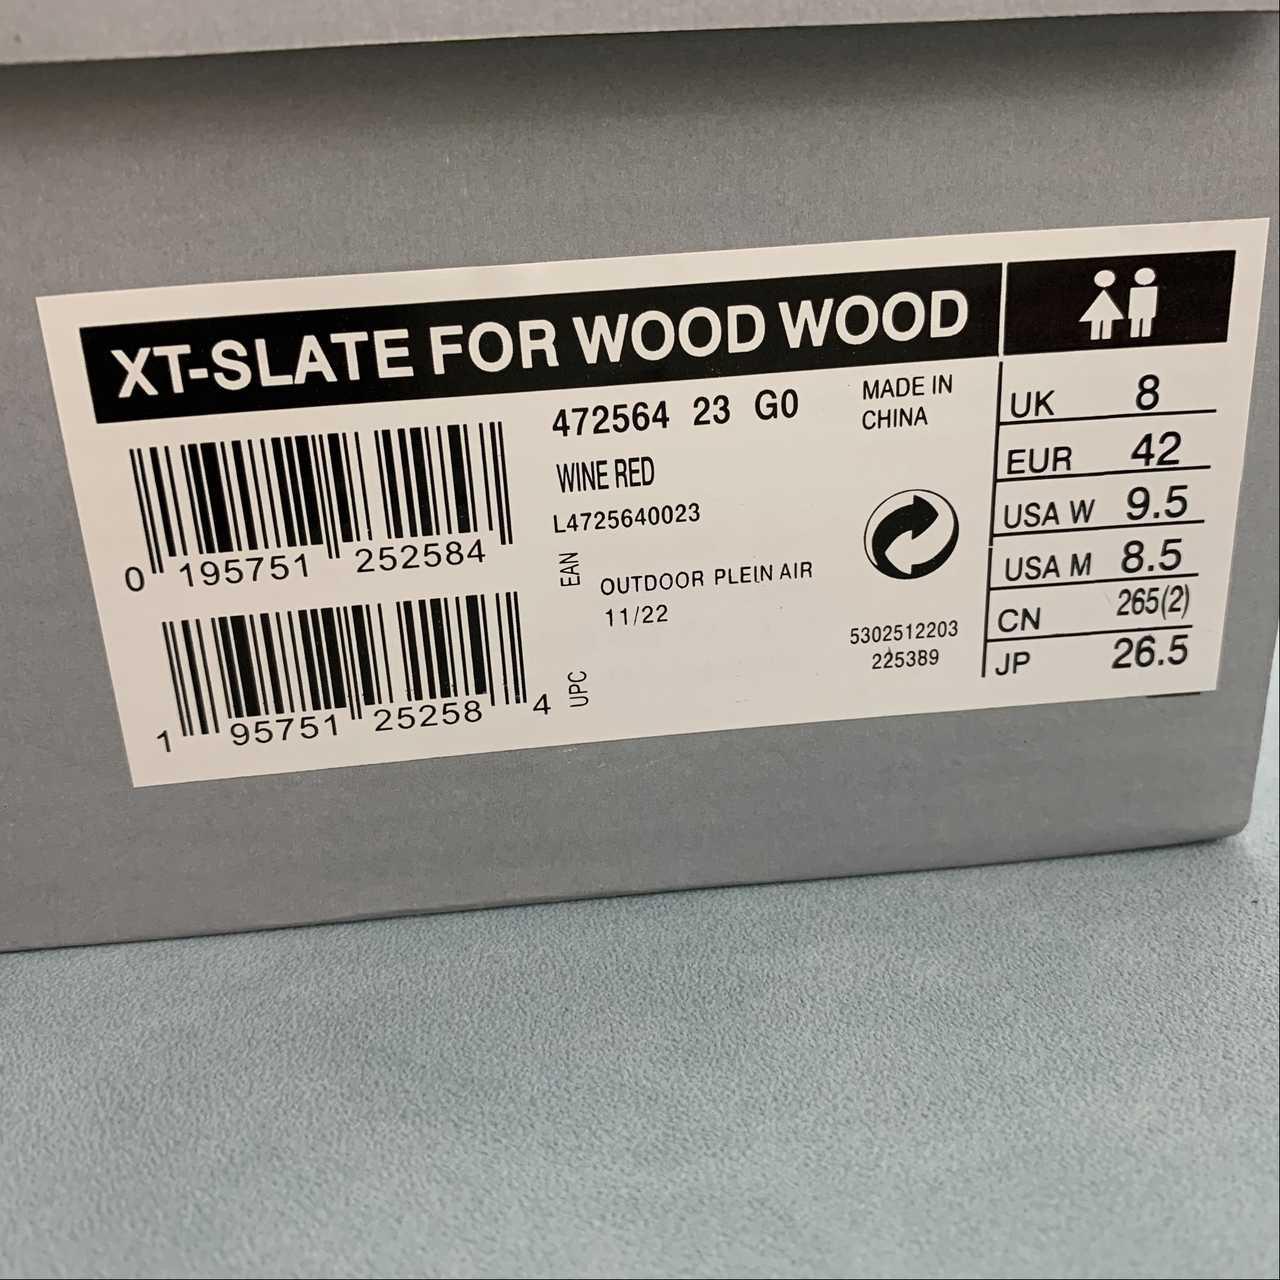 XT-SLATE FOR WOOD WOOD
472564 23 G0
MADE IN
CHINA
WINE RED
L4725640023
0 195751 252584
EAN
OUTDOOR PLEIN AIR
11/22
1 95751 25258 4
UPC
5302512203
225389
UK 8
EUR 42
USA W 9.5
USA M 8.5
CN 265(2)
JP 26.5